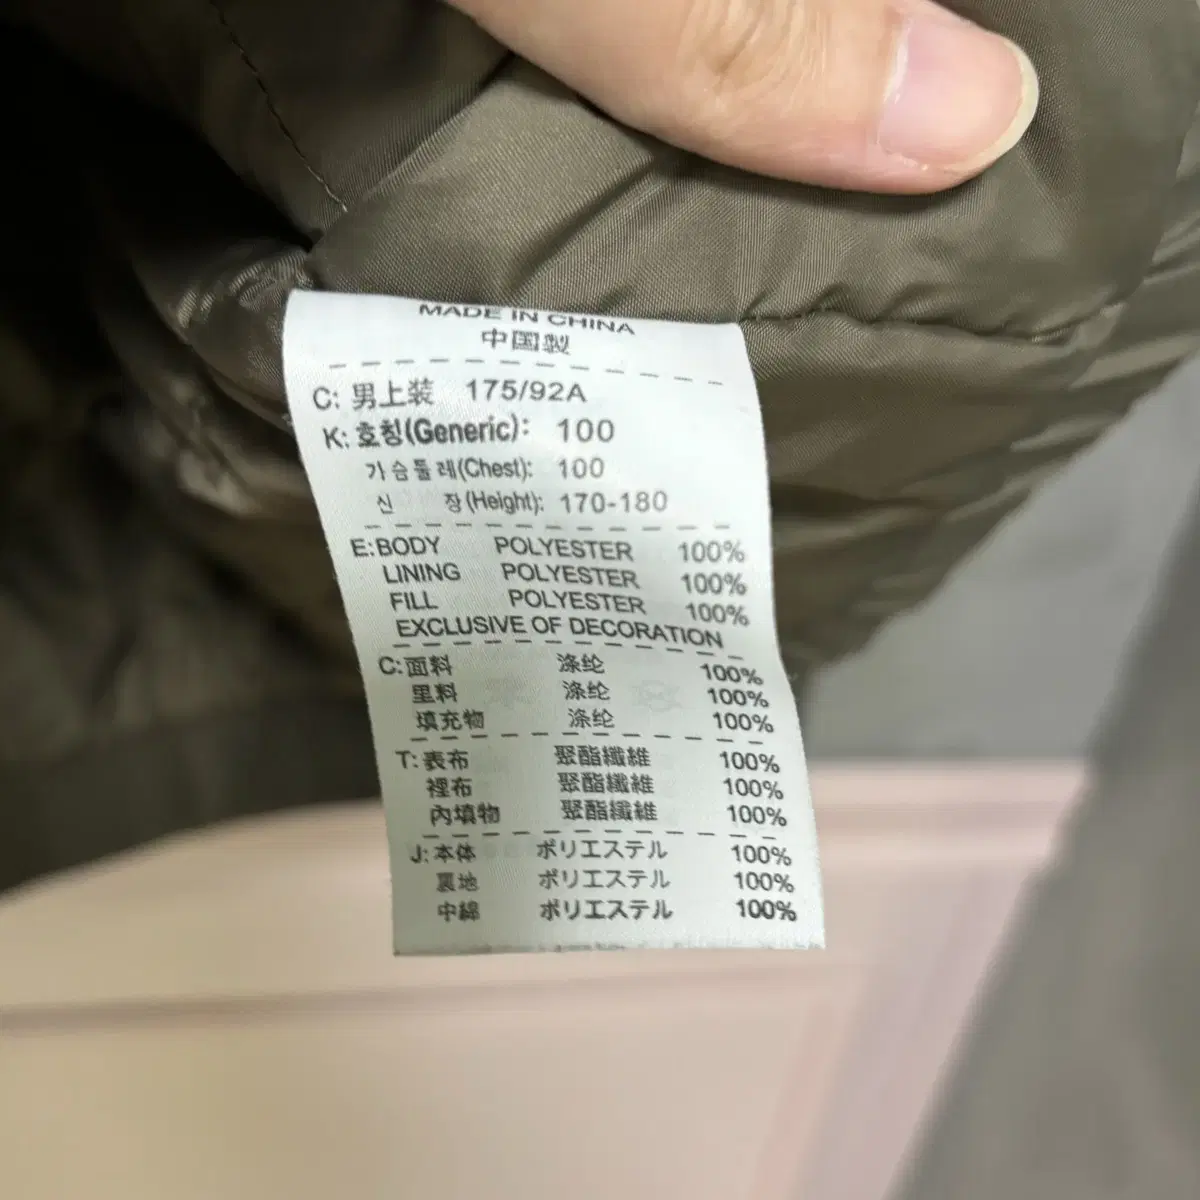 MADE IN CHINA
中国製
C: 男上装 175/92A
K: 호칭(Generic): 100
가슴둘레(Chest): 100
신 장(Height): 170-180
E:BODY POLYESTER 100%
LINING POLYESTER 100%
FILL POLYESTER 100%
EXCLUSIVE OF DECORATION
C:面料 涤纶 100%
里料 涤纶 100%
填充物 涤纶 100%
T:表布 聚酯纖維 100%
裡布 聚酯纖維 100%
內填物 聚酯纖維 100%
J:本体 ポリエステル 100%
裏地 ポリエステル 100%
中綿 ポリエステル 100%